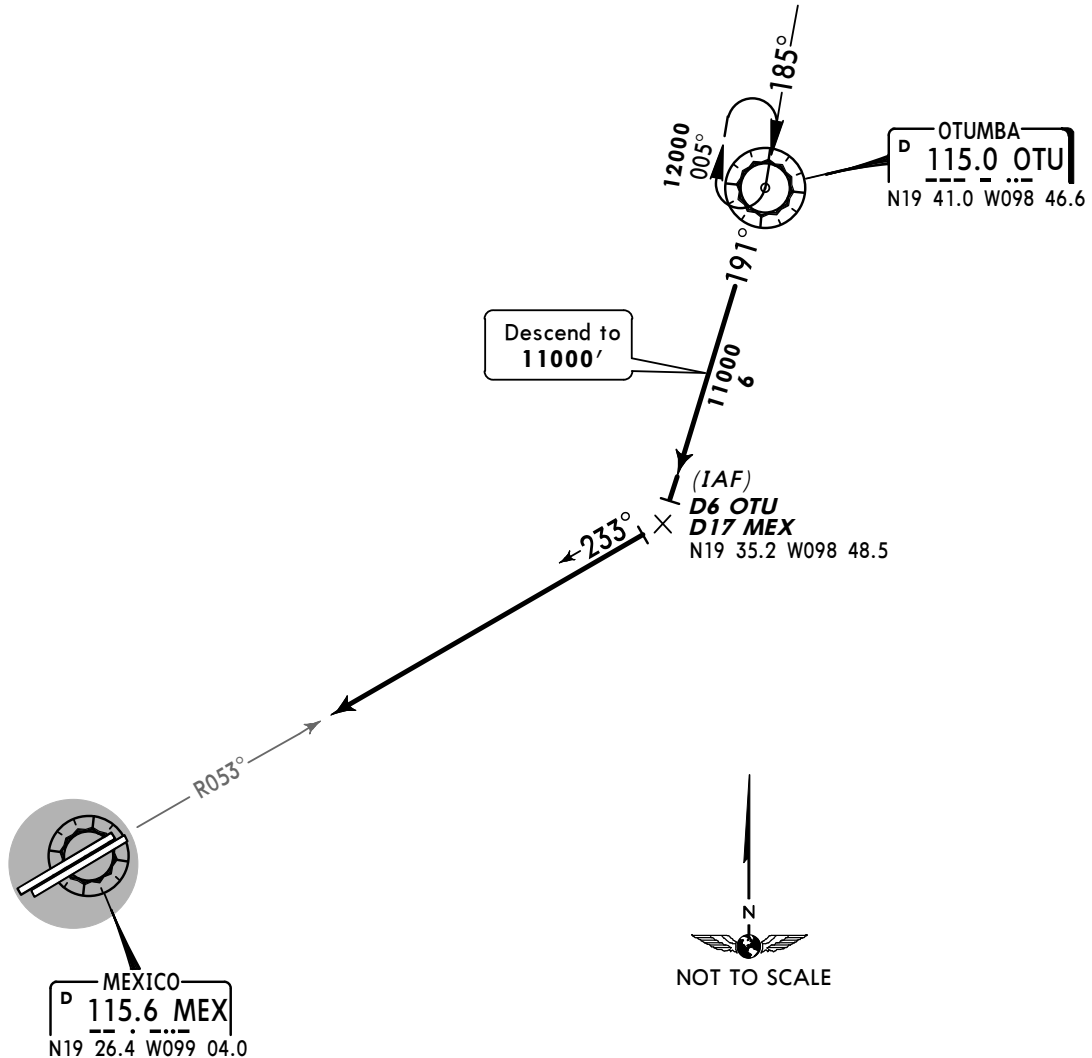 185°
12000
005°
OTUMBA
D 115.0 OTU
N19 41.0 W098 46.6
191°
Descend to
11000'
11000
6
(IAF)
D6 OTU
D17 MEX
N19 35.2 W098 48.5
233°
R053°
N
NOT TO SCALE
MEXICO
D 115.6 MEX
N19 26.4 W099 04.0